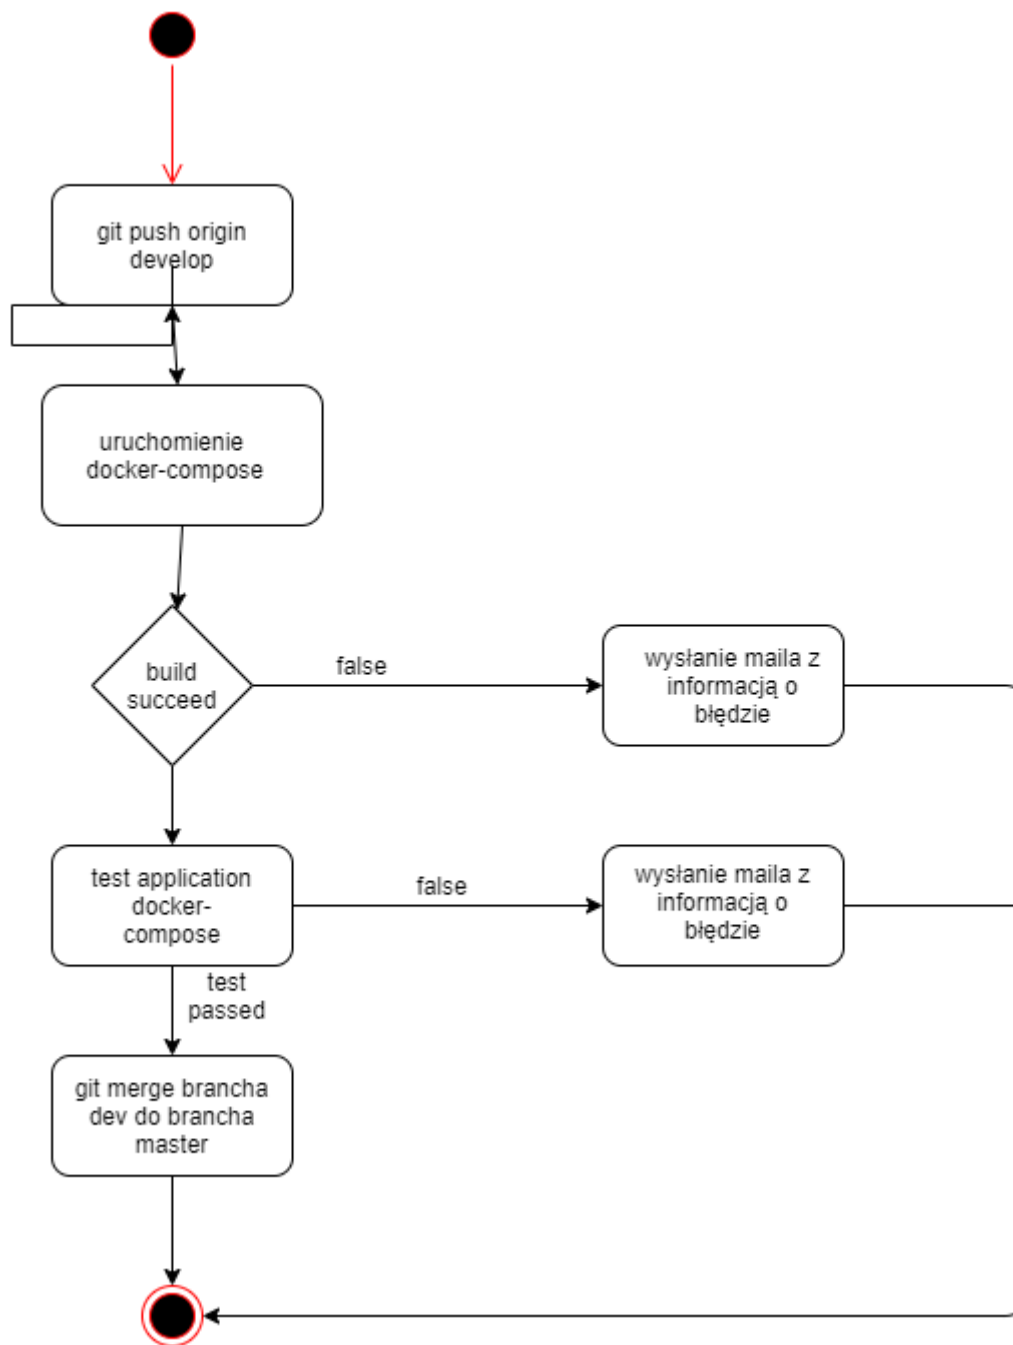 git push origin
develop
uruchomienie
docker-compose
build
succeed
false
wysłanie maila z
informacją o
błędzie
test application
docker-
compose
false
wysłanie maila z
informacją o
błędzie
test
passed
git merge brancha
dev do brancha
master